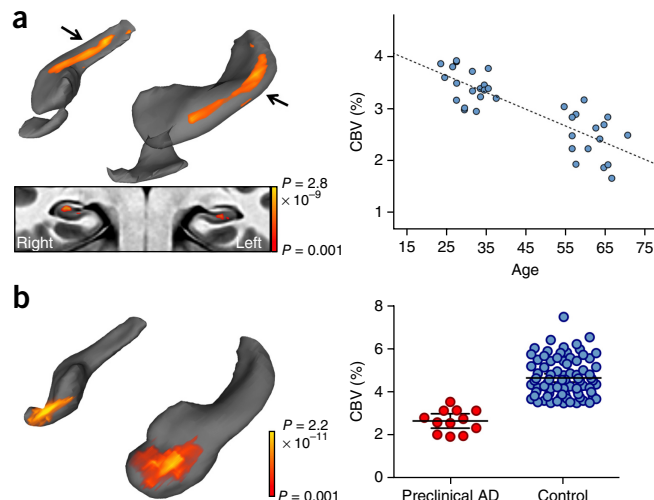 a
P = 2.8
× 10⁻⁹
Right
Left
P = 0.001
CBV (%)
4
3
2
1
15 25 35 45 55 65 75
Age
b
P = 2.2
× 10⁻¹¹
P = 0.001
CBV (%)
8
6
4
2
0
Preclinical AD Control